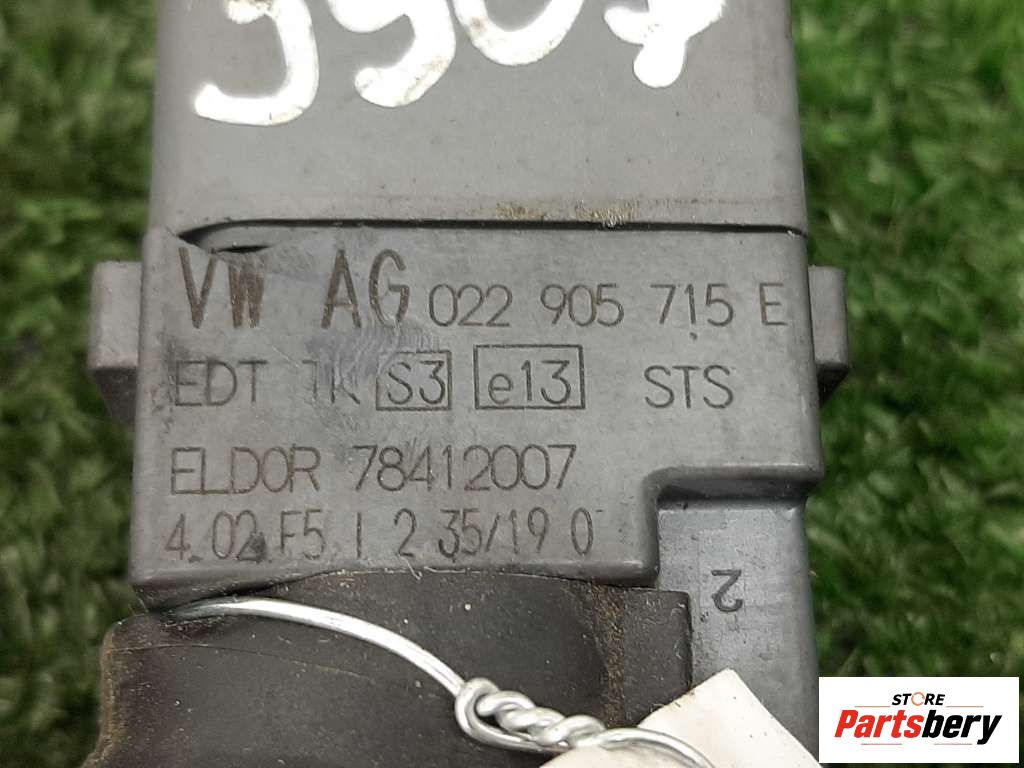 VW AG 022 905 715 E
EDT TK S3 e13 STS
ELDOR 78412007
4.02 F5 1 2 35/19 0
2
STORE
Partsbery